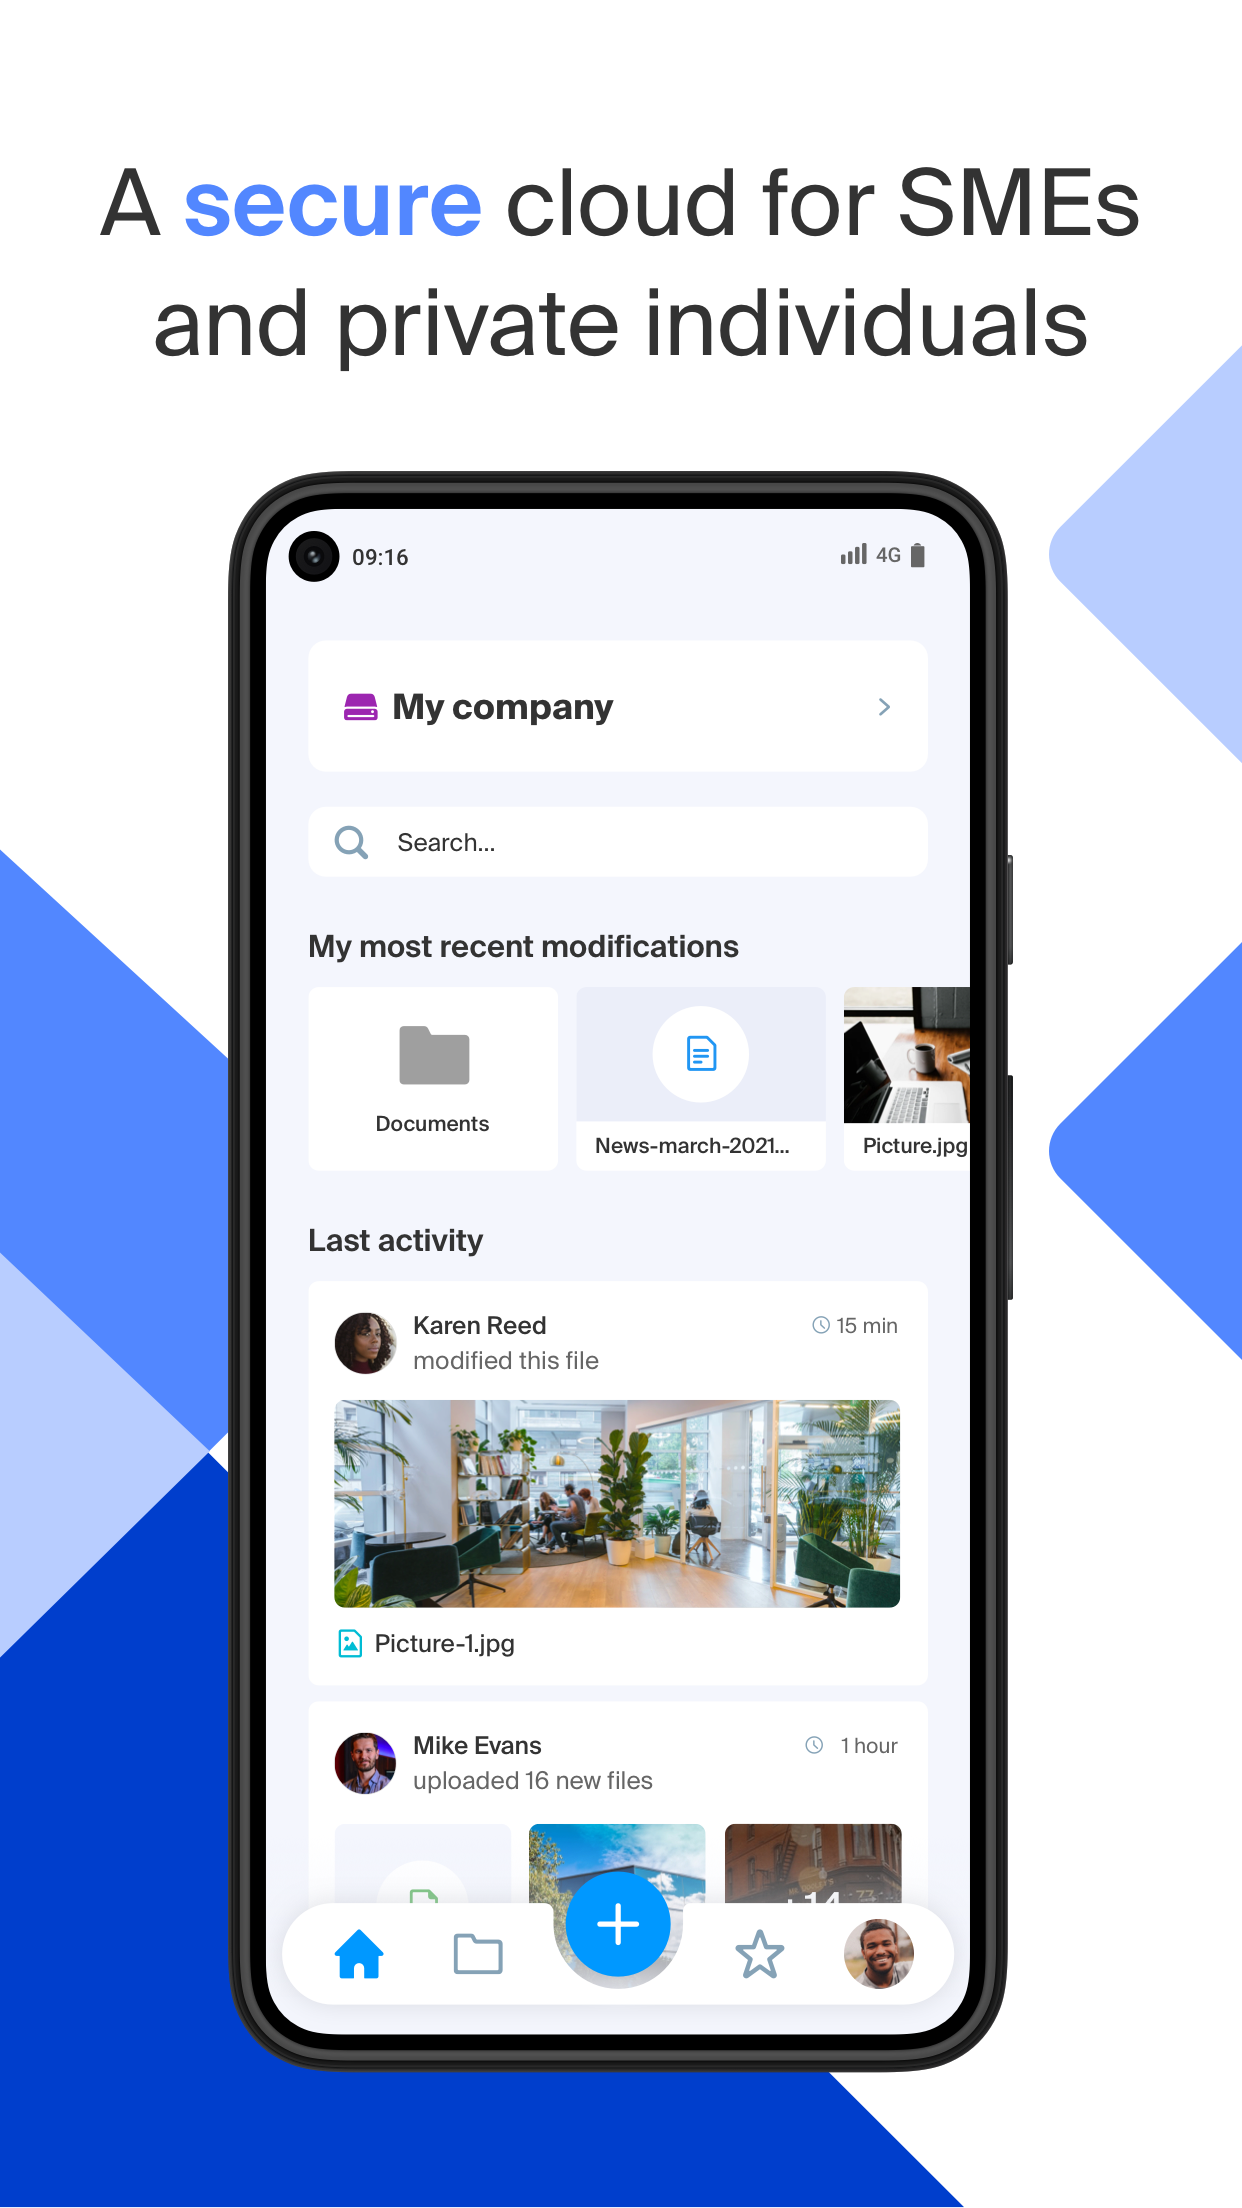 A secure cloud for SMEs
and private individuals
09:16
4G
My company
Search...
My most recent modifications
Documents
News-march-2021...
Picture.jpg
Last activity
Karen Reed
15 min
modified this file
Picture-1.jpg
Mike Evans
1 hour
uploaded 16 new files
+14